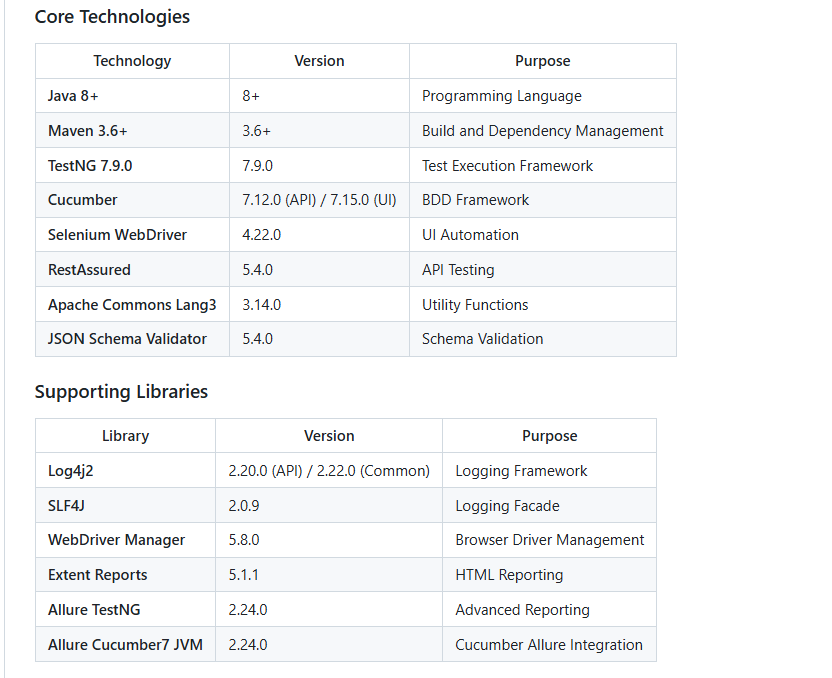 Core Technologies
Technology Version Purpose
Java 8+ 8+ Programming Language
Maven 3.6+ 3.6+ Build and Dependency Management
TestNG 7.9.0 7.9.0 Test Execution Framework
Cucumber 7.12.0 (API) / 7.15.0 (UI) BDD Framework
Selenium WebDriver 4.22.0 UI Automation
RestAssured 5.4.0 API Testing
Apache Commons Lang3 3.14.0 Utility Functions
JSON Schema Validator 5.4.0 Schema Validation
Supporting Libraries
Library Version Purpose
Log4j2 2.20.0 (API) / 2.22.0 (Common) Logging Framework
SLF4J 2.0.9 Logging Facade
WebDriver Manager 5.8.0 Browser Driver Management
Extent Reports 5.1.1 HTML Reporting
Allure TestNG 2.24.0 Advanced Reporting
Allure Cucumber7 JVM 2.24.0 Cucumber Allure Integration